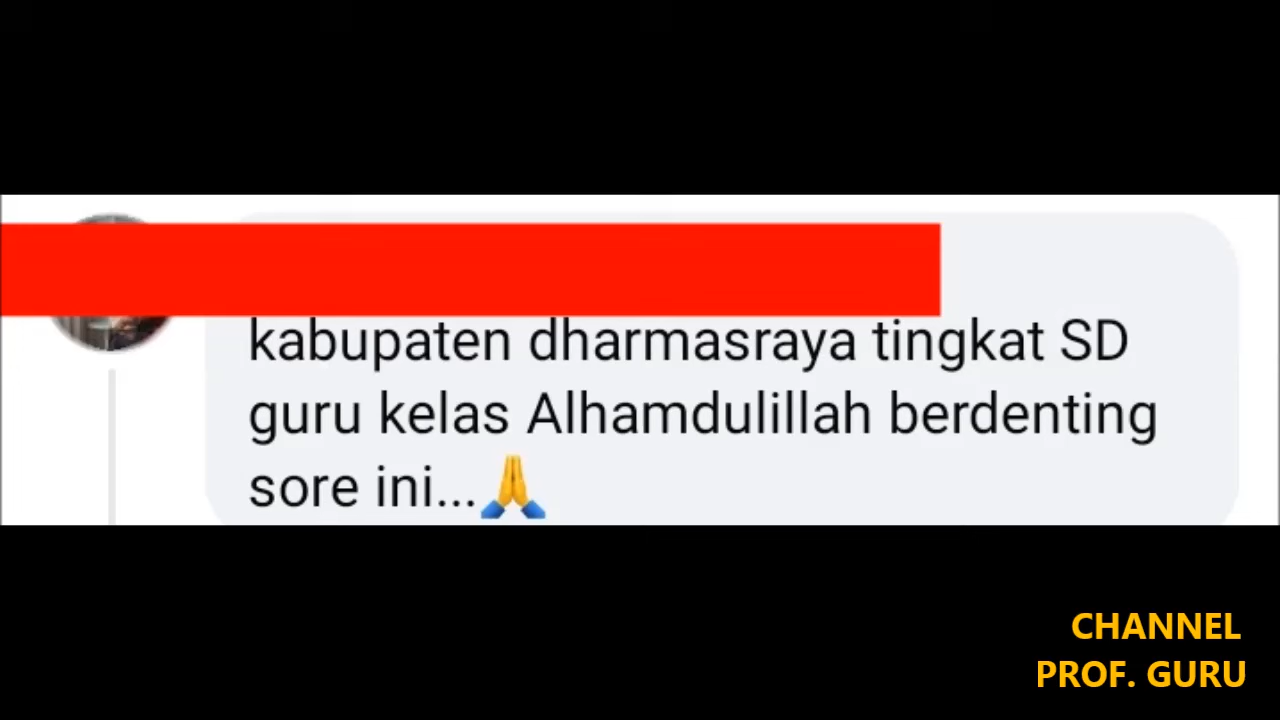 kabupaten dharmasraya tingkat SD
guru kelas Alhamdulillah berdenting
sore ini...🙏
CHANNEL
PROF. GURU